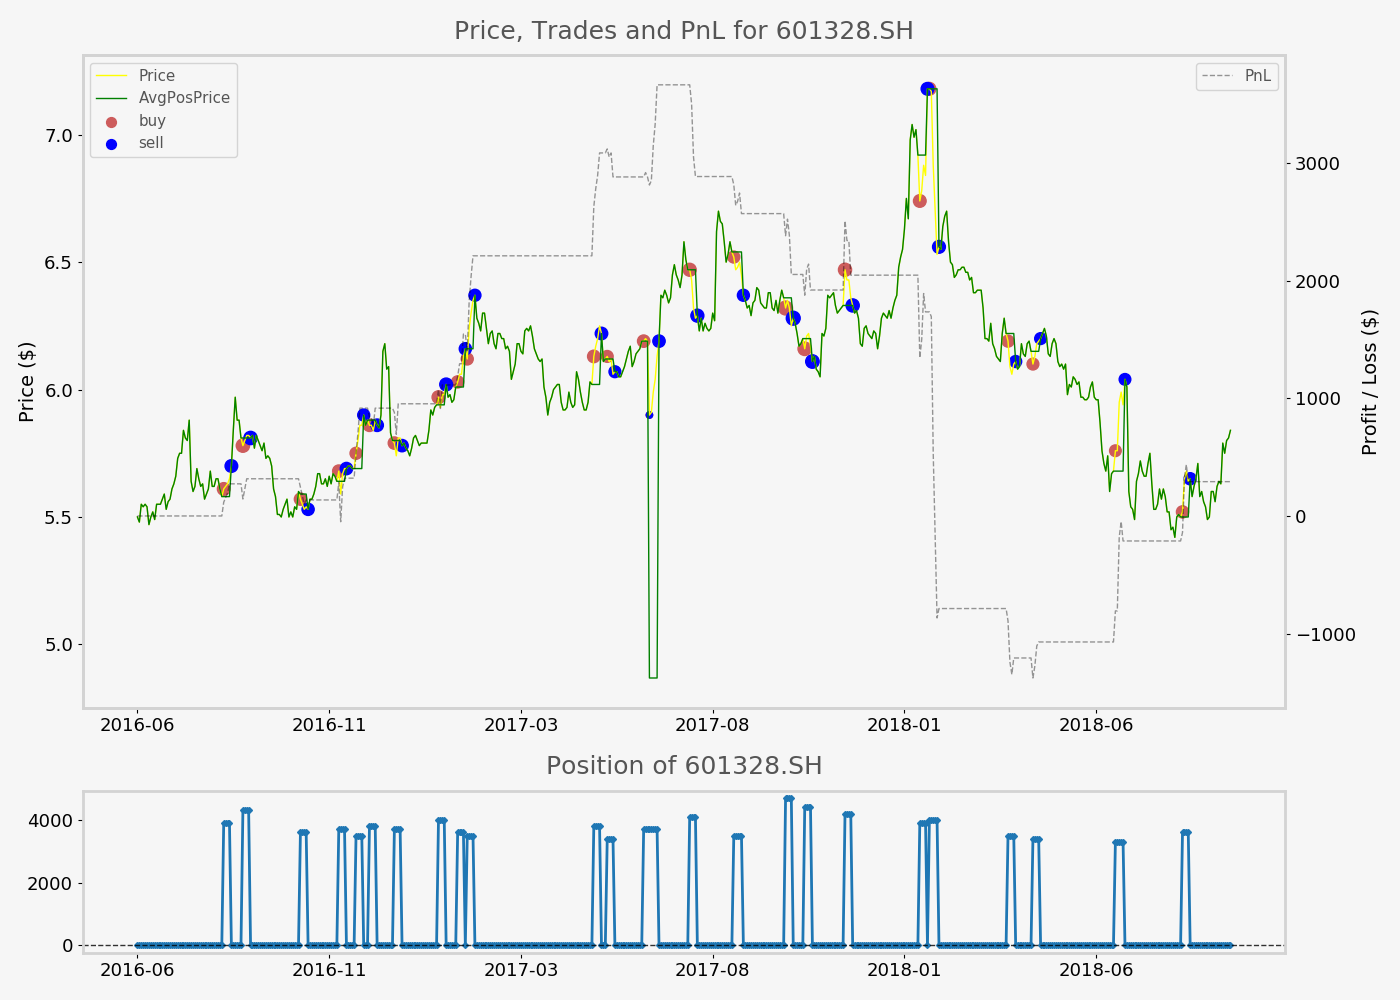 Price, Trades and PnL for 601328.SH
Price
AvgPosPrice
buy
sell
PnL
Price ($)
7.0
6.5
6.0
5.5
5.0
3000
2000
1000
0
−1000
Profit / Loss ($)
2016-06 2016-11 2017-03 2017-08 2018-01 2018-06
Position of 601328.SH
4000
2000
0
2016-06 2016-11 2017-03 2017-08 2018-01 2018-06